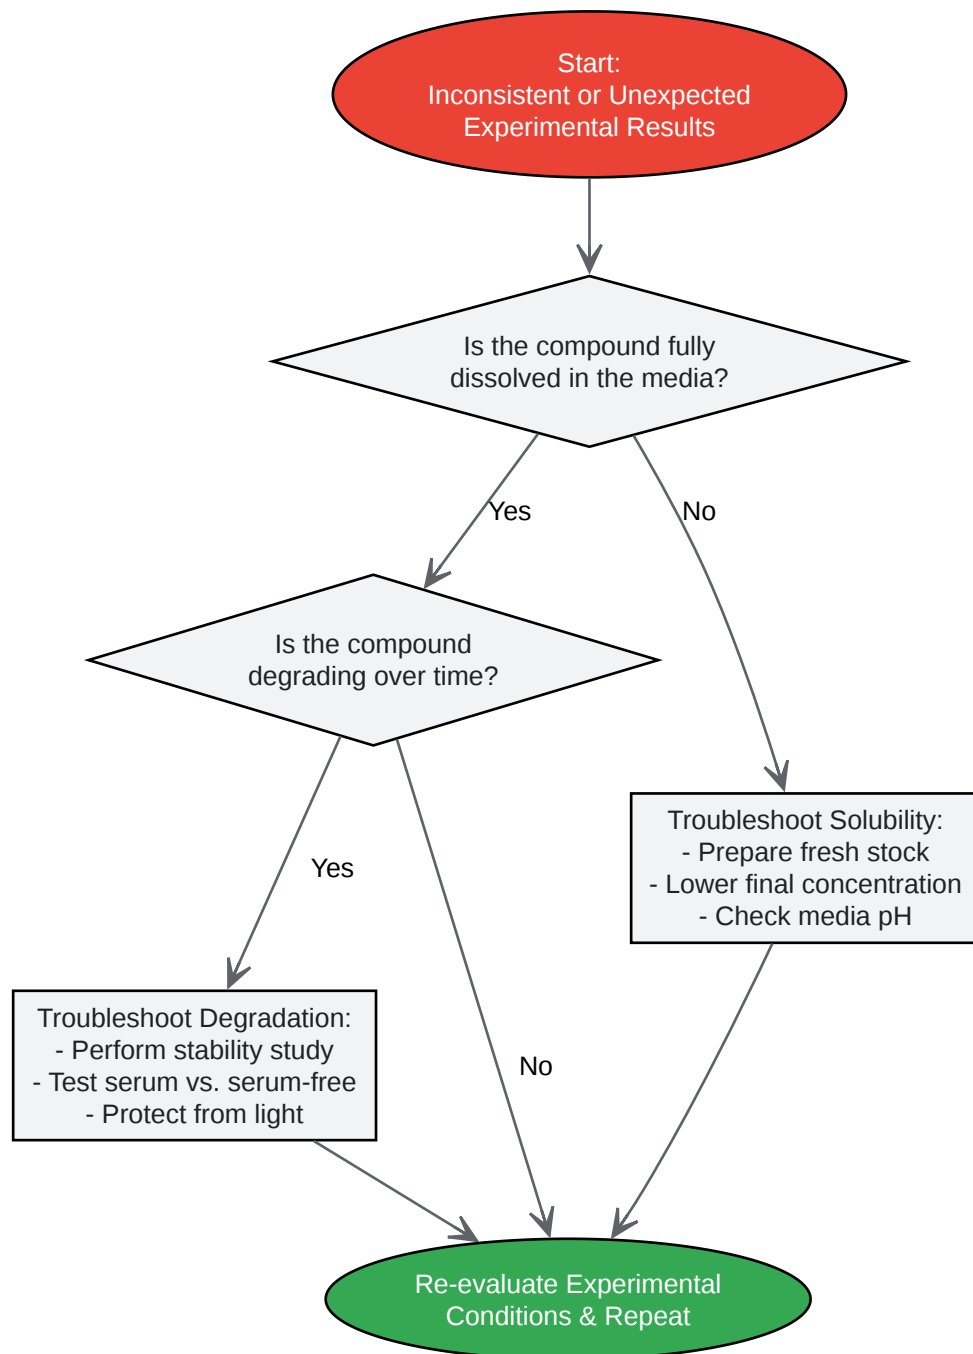 Start:
Inconsistent or Unexpected
Experimental Results
Is the compound fully
dissolved in the media?
Yes
No
Is the compound
degrading over time?
Yes
Troubleshoot Solubility:
- Prepare fresh stock
- Lower final concentration
- Check media pH
Troubleshoot Degradation:
- Perform stability study
- Test serum vs. serum-free
- Protect from light
No
Re-evaluate Experimental
Conditions & Repeat